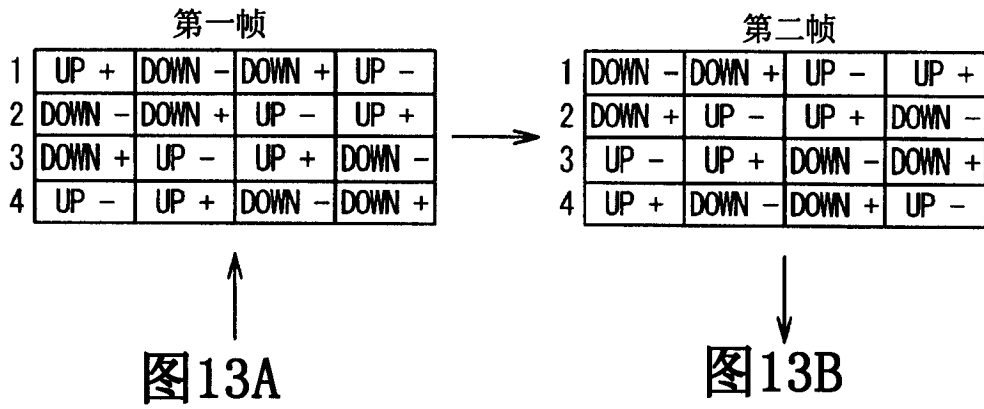 第一帧
1 UP + DOWN - DOWN + UP -
2 DOWN - DOWN + UP - UP +
3 DOWN + UP - UP + DOWN -
4 UP - UP + DOWN - DOWN +
图13A
第二帧
1 DOWN - DOWN + UP - UP +
2 DOWN + UP - UP + DOWN -
3 UP - UP + DOWN - DOWN +
4 UP + DOWN - DOWN + UP -
图13B